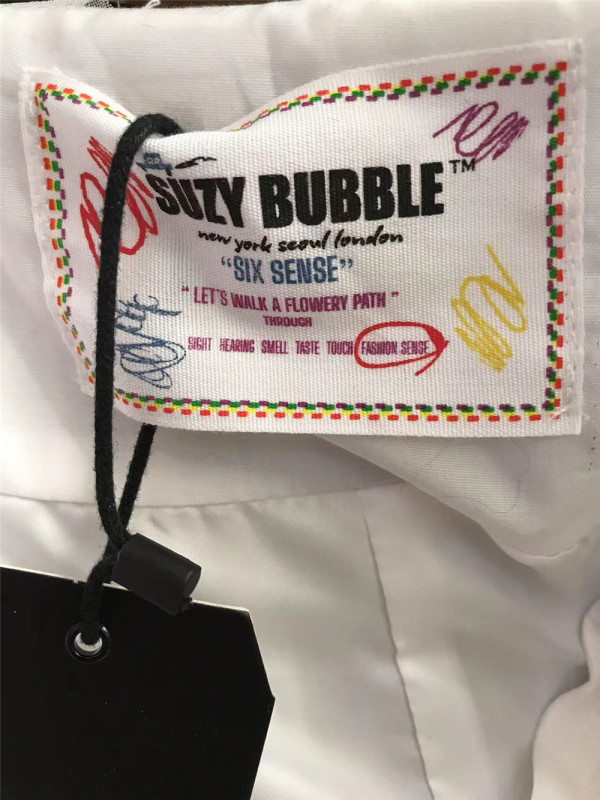 SUZY BUBBLE™
new york seoul london
"SIX SENSE"
"LET'S WALK A FLOWERY PATH"
THROUGH
SIGHT HEARING SMELL TASTE TOUCH FASHION SENSE